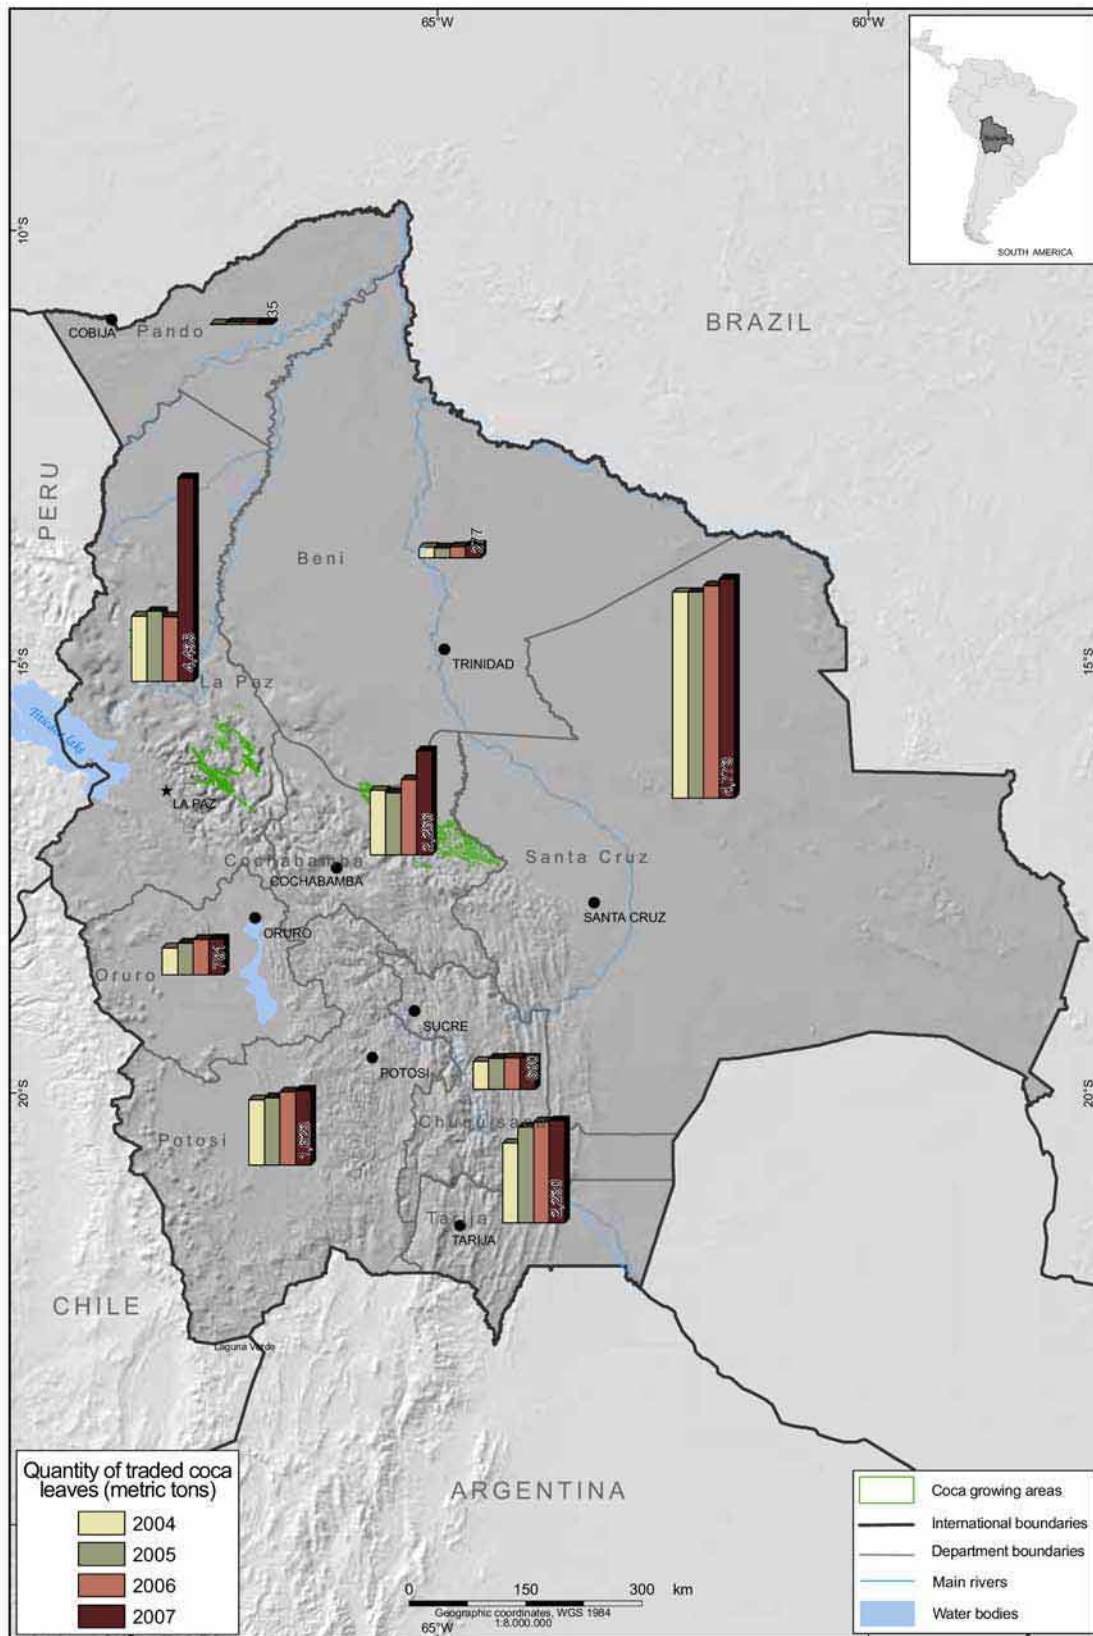 65°W
60°W
SOUTH AMERICA
10°S
35
COBIJA
Pando
BRAZIL
PERU
Beni
277
15°S
15°S
TRINIDAD
La Paz
Titicaca Lake
LA PAZ
Cochabamba
COCHABAMBA
Santa Cruz
SANTA CRUZ
ORURO
Oruro
SUCRE
POTOSI
20°S
20°S
Potosi
Chuquisaca
Tarija
TARIJA
CHILE
Laguna Verde
ARGENTINA
Quantity of traded coca
leaves (metric tons)
2004
2005
2006
2007
Coca growing areas
International boundaries
Department boundaries
Main rivers
Water bodies
0 150 300 km
Geographic coordinates, WGS 1984
1:8.000.000
65°W